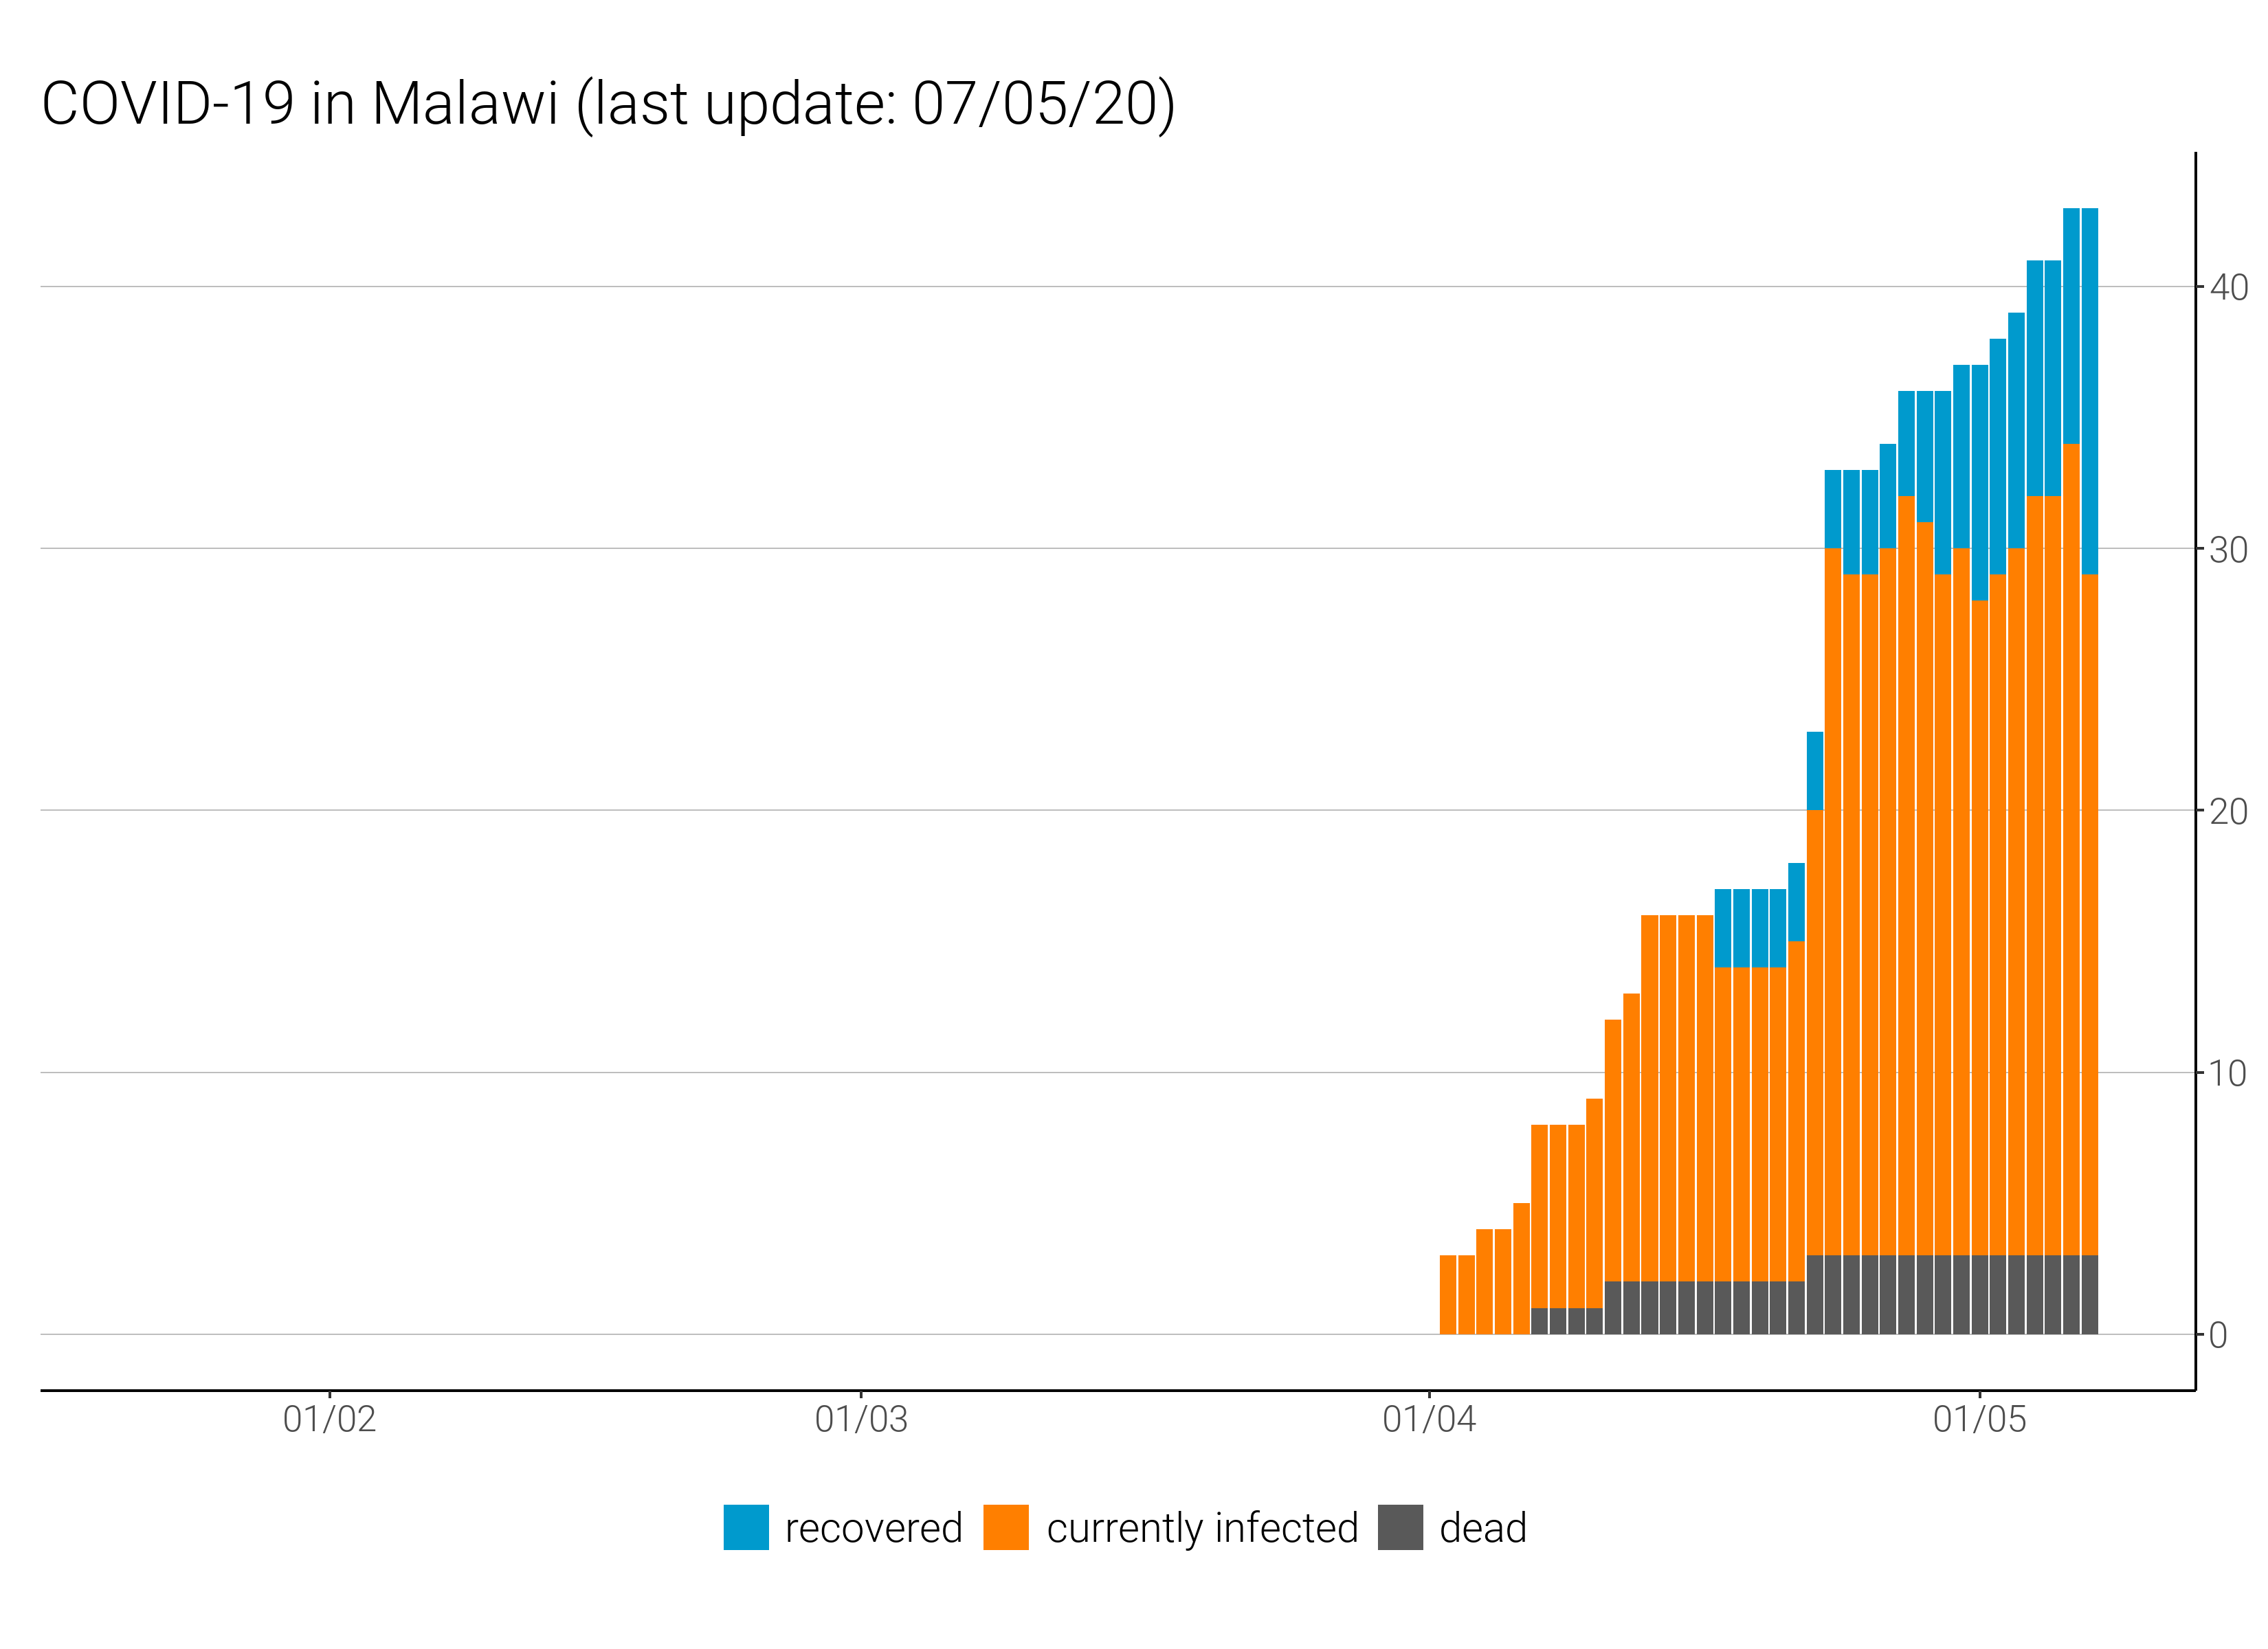 COVID-19 in Malawi (last update: 07/05/20)
40
30
20
10
0
01/02 01/03 01/04 01/05
recovered currently infected dead